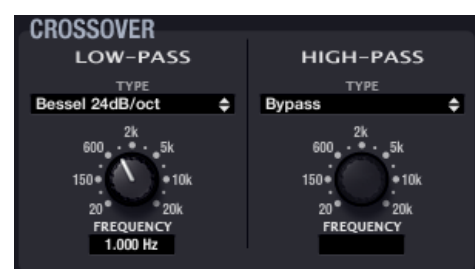 CROSSOVER
LOW-PASS
TYPE
Bessel 24dB/oct
2k
600 5k
150 10k
20 20k
FREQUENCY
1.000 Hz
HIGH-PASS
TYPE
Bypass
2k
600 5k
150 10k
20 20k
FREQUENCY